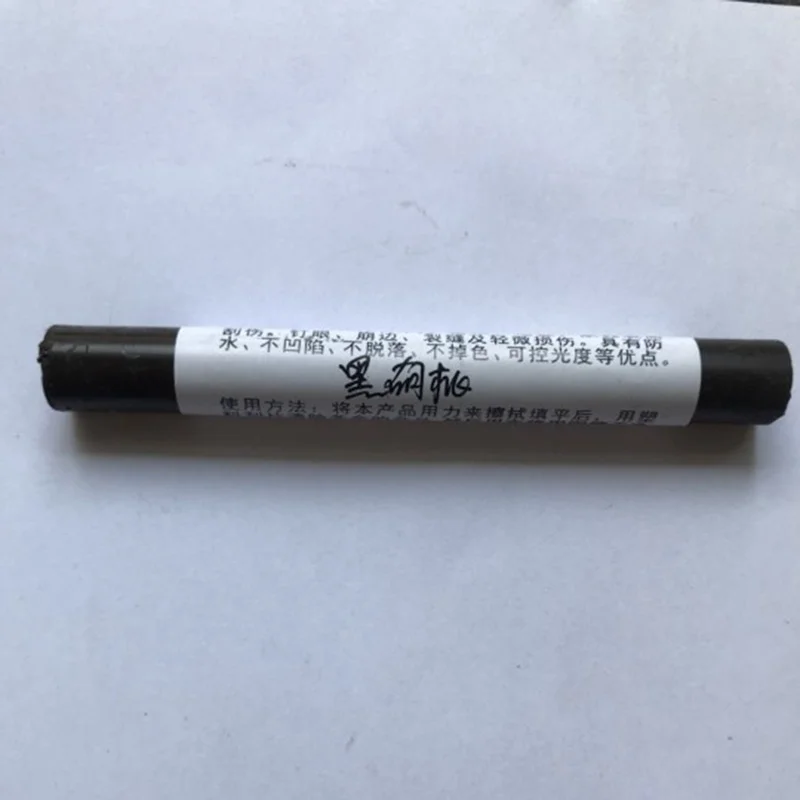 刮伤。钉眼、崩边、裂缝及轻微损伤。具有防
水、不凹陷、不脱落、不掉色、可控光度等优点。
黑胡桃
使用方法：将本产品用力来擦拭填平后，用塑